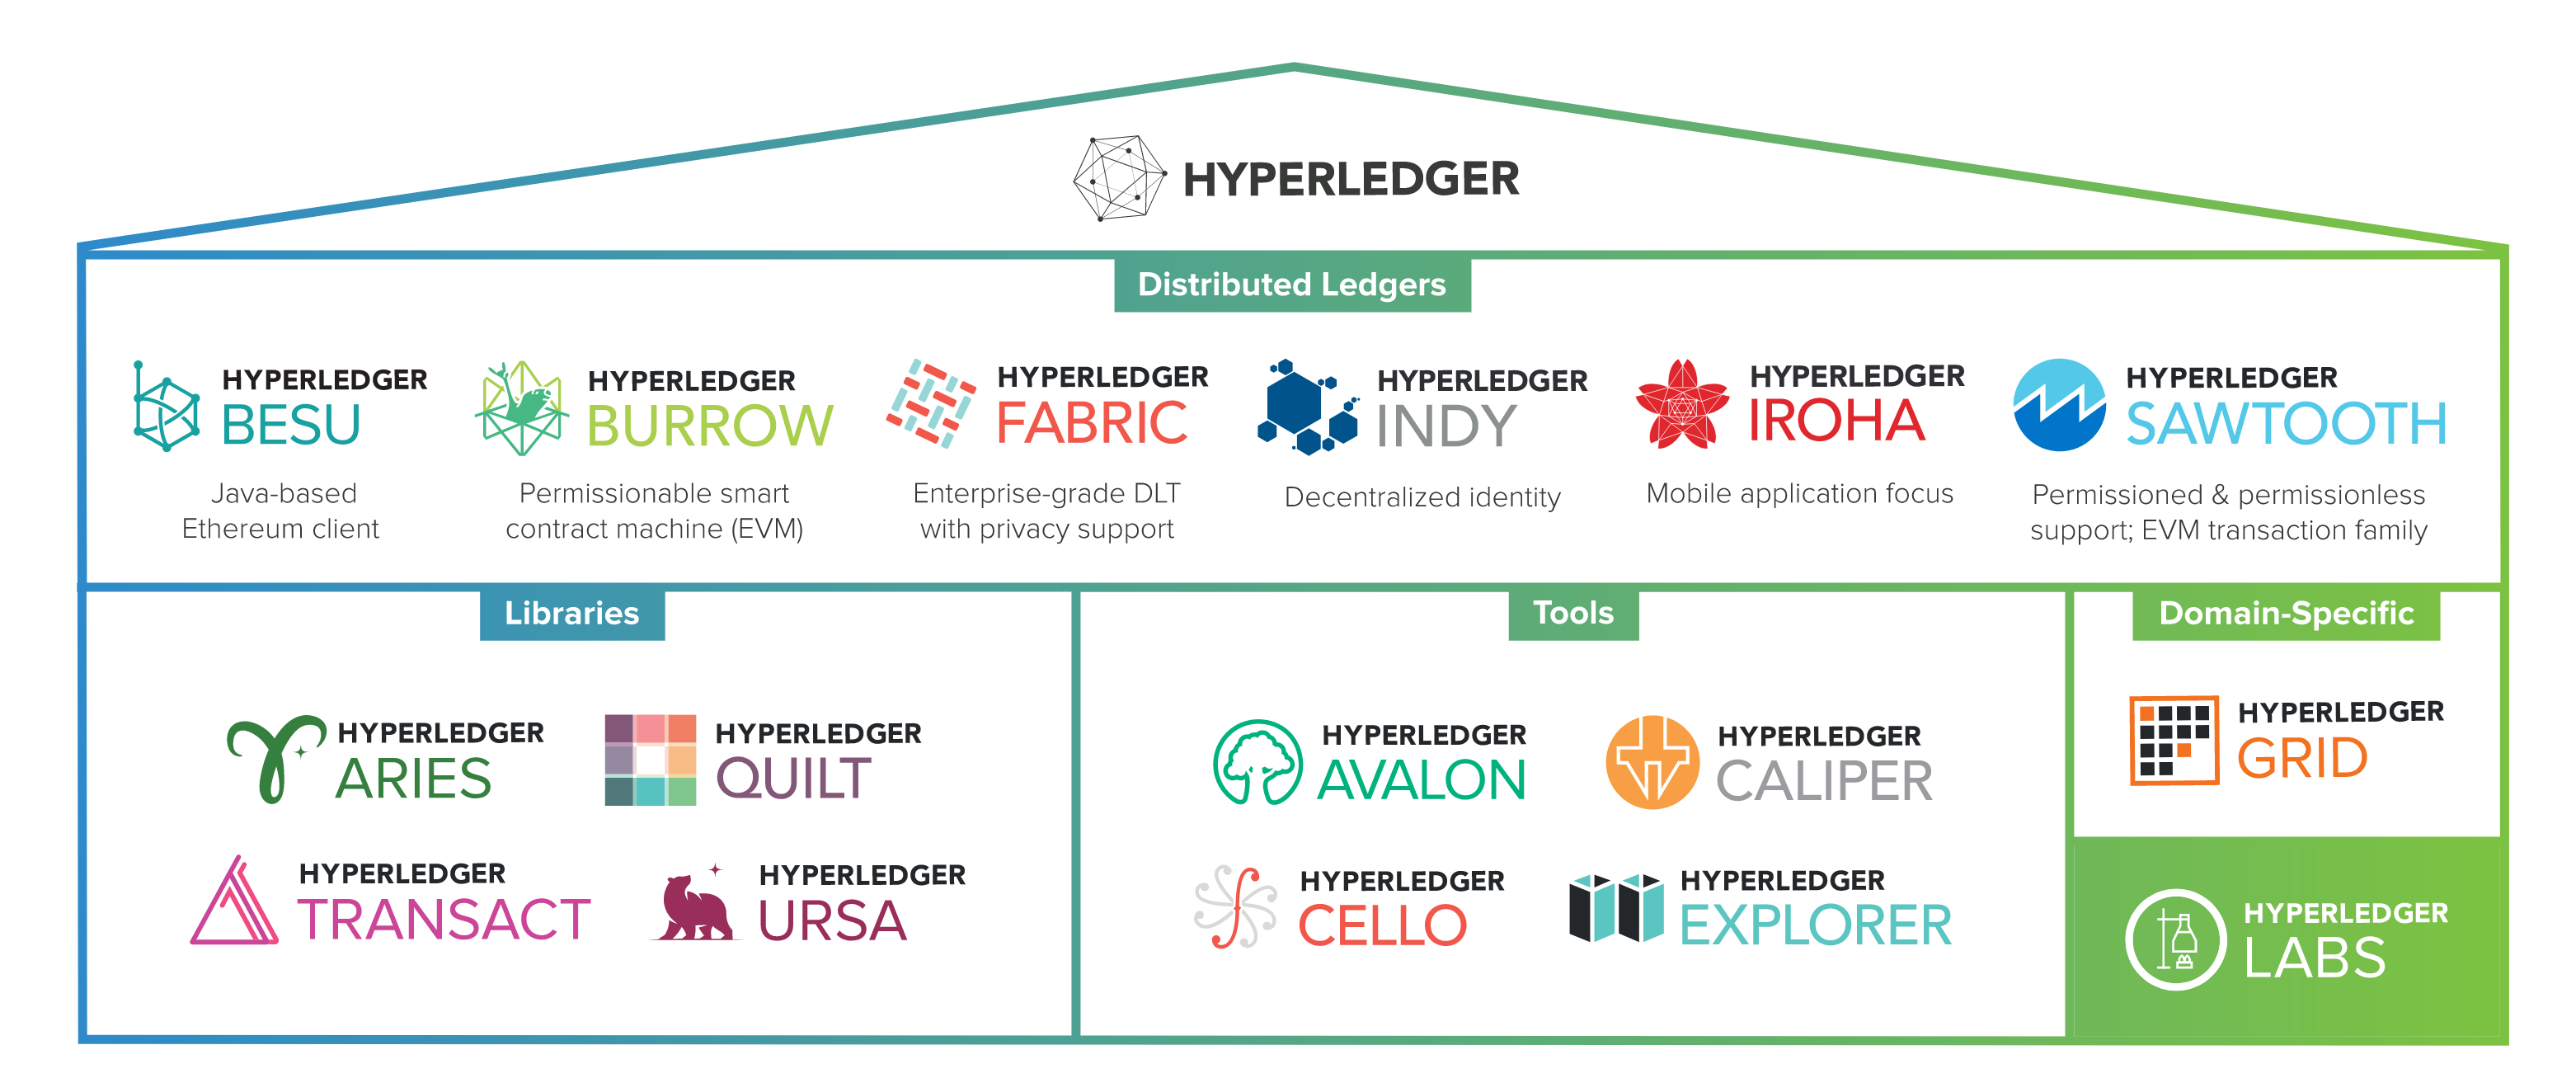 HYPERLEDGER
Distributed Ledgers
HYPERLEDGER
BESU
Java-based
Ethereum client
HYPERLEDGER
BURROW
Permissionable smart
contract machine (EVM)
HYPERLEDGER
FABRIC
Enterprise-grade DLT
with privacy support
HYPERLEDGER
INDY
Decentralized identity
HYPERLEDGER
IROHA
Mobile application focus
HYPERLEDGER
SAWTOOTH
Permissioned & permissionless
support; EVM transaction family
Libraries
HYPERLEDGER
ARIES
HYPERLEDGER
QUILT
HYPERLEDGER
TRANSACT
HYPERLEDGER
URSA
Tools
HYPERLEDGER
AVALON
HYPERLEDGER
CALIPER
HYPERLEDGER
CELLO
HYPERLEDGER
EXPLORER
Domain-Specific
HYPERLEDGER
GRID
HYPERLEDGER
LABS